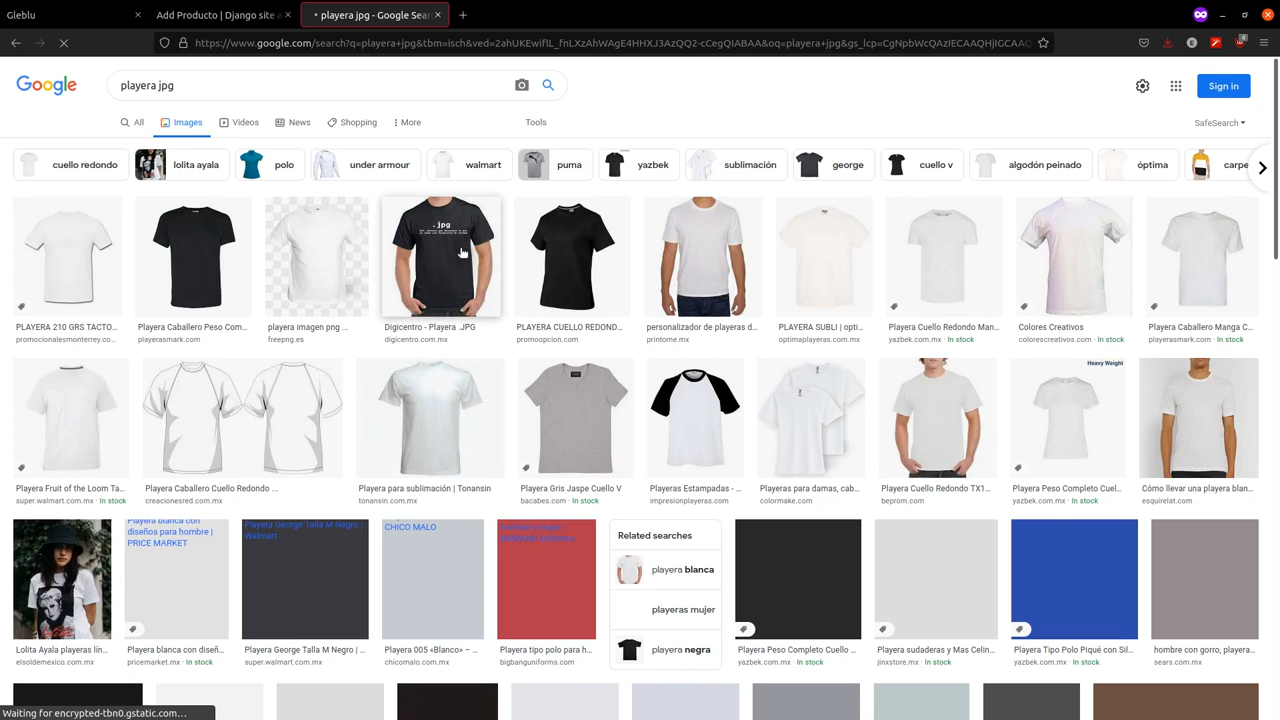 Gleblu
Add Producto | Django site a
playera jpg - Google Sear
https://www.google.com/search?q=playera+jpg&tbm=isch&ved=2ahUKEwifiL_fnLXzAhWAgE4HHXJ3AzQQ2-cCegQIABAA&oq=playera+jpg&gs_lcp=CgNpbWcQAzIECAAQHjIGCAAQ
4
Google
playera jpg
Sign in
All
Images
Videos
News
Shopping
More
Tools
SafeSearch
cuello redondo
lolita ayala
polo
under armour
walmart
puma
yazbek
sublimación
george
cuello v
algodón peinado
óptima
carpe
.jpg
PLAYERA 210 GRS TACTO...
promocionalesmonterrey.co...
Playera Caballero Peso Com...
playerasmark.com
playera imagen png ...
freepng.es
Digicentro - Playera .JPG
digicentro.com.mx
PLAYERA CUELLO REDOND...
promoopcion.com
personalizador de playeras d...
printome.mx
PLAYERA SUBLI | opti...
optimaplayeras.com.mx
Playera Cuello Redondo Man...
yazbek.com.mx · In stock
Colores Creativos
colorescreativos.com · In stock
Playera Caballero Manga C...
playerasmark.com · In stock
Heavy Weight
Playera Fruit of the Loom Ta...
super.walmart.com.mx · In stock
Playera Caballero Cuello Redondo ...
creacionesred.com.mx
Playera para sublimación | Tonansin
tonansin.com.mx
Playera Gris Jaspe Cuello V
bacabes.com · In Stock
Playeras Estampadas - ...
impresionplayeras.com
Playeras para damas, cab...
colormake.com
Playera Cuello Redondo TX1...
beprom.com
Playera Peso Completo Cuel...
yazbek.com.mx · In stock
Cómo llevar una playera blan...
esquirelat.com
Playera blanca con
diseños para hombre |
PRICE MARKET
Playera George Talla M Negro |
Walmart
CHICO MALO
Related searches
playera blanca
playeras mujer
playera negra
Lolita Ayala playeras lín...
elsoldemexico.com.mx
Playera blanca con diseñ...
pricemarket.mx · In stock
Playera George Talla M Negro | ...
super.walmart.com.mx
Playera 005 «Blanco» – ...
chicomalo.com.mx
Playera tipo polo para h...
bigbanguniforms.com
Playera Peso Completo Cuello ...
yazbek.com.mx · In stock
Playera sudaderas y Mas Celin...
jinxstore.mx · In stock
Playera Tipo Polo Piqué con Sil...
yazbek.com.mx · In stock
hombre con gorro, playera...
sears.com.mx
Waiting for encrypted-tbn0.gstatic.com...